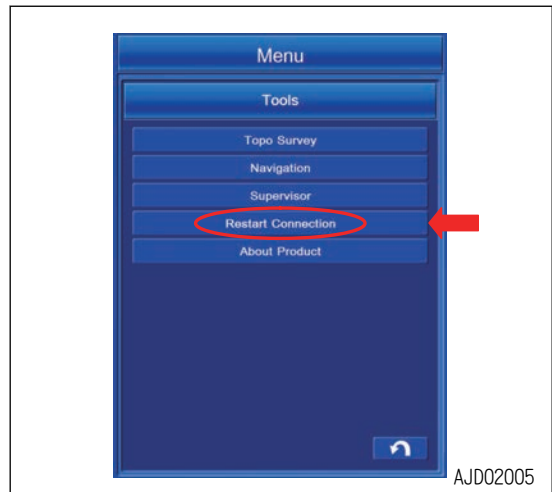 Menu
Tools
Topo Survey
Navigation
Supervisor
Restart Connection
About Product
AJD02005